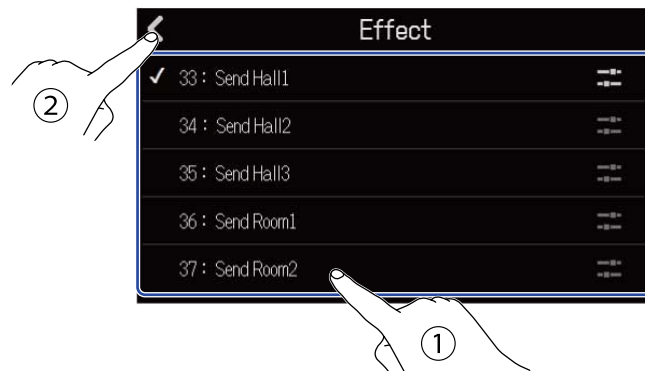 Effect
33: Send Hall1
34: Send Hall2
35: Send Hall3
36: Send Room1
37: Send Room2
②
①